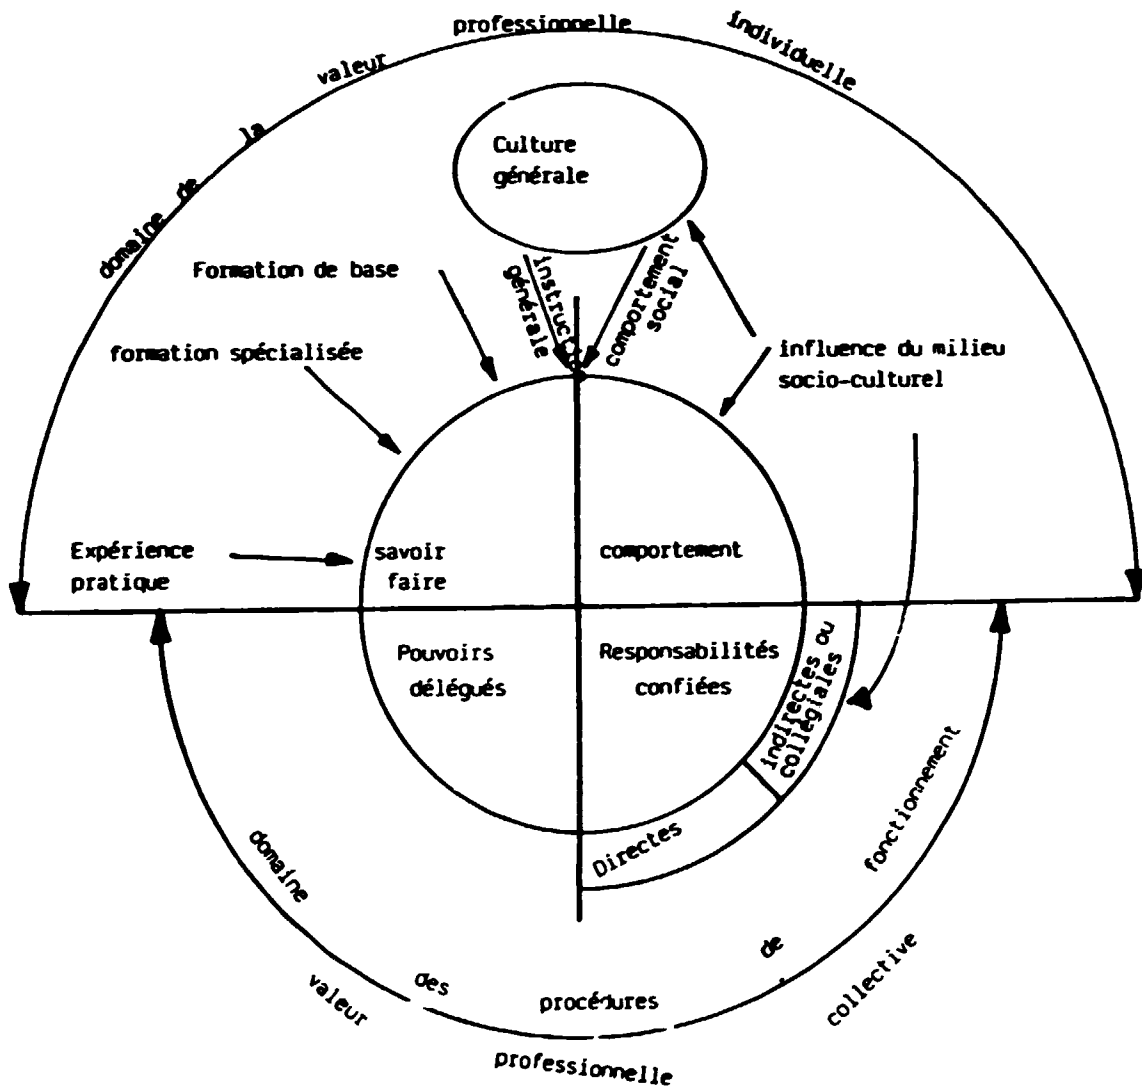 domaine de la valeur professionnelle individuelle
Culture
générale
Formation de base
instruction
générale
comportement
social
formation spécialisée
influence du milieu
socio-culturel
Expérience
pratique
savoir
faire
comportement
Pouvoirs
délégués
Responsabilités
confiées
indirectes ou
collégiales
Directes
domaine des procédures de fonctionnement
valeur professionnelle collective